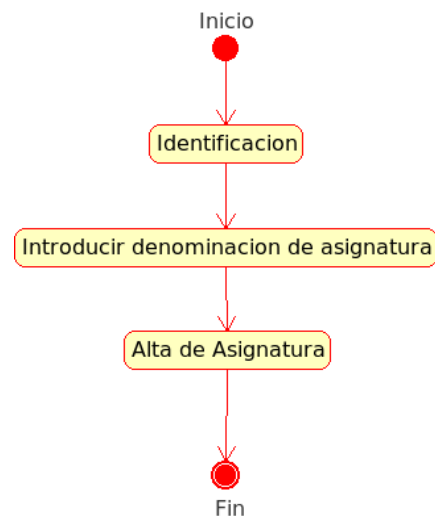 Inicio
Identificacion
Introducir denominacion de asignatura
Alta de Asignatura
Fin